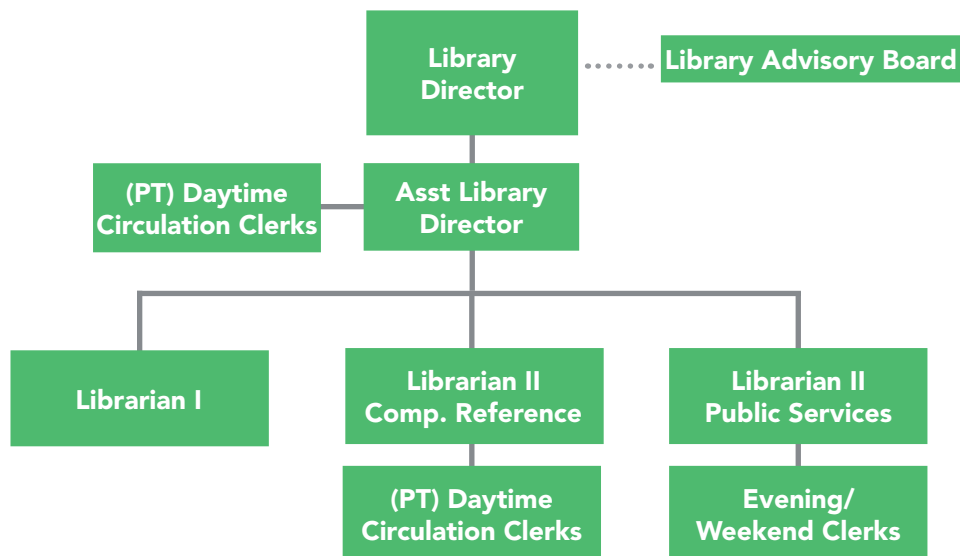 Library
Director
Library Advisory Board
(PT) Daytime
Circulation Clerks
Asst Library
Director
Librarian I
Librarian II
Comp. Reference
Librarian II
Public Services
(PT) Daytime
Circulation Clerks
Evening/
Weekend Clerks